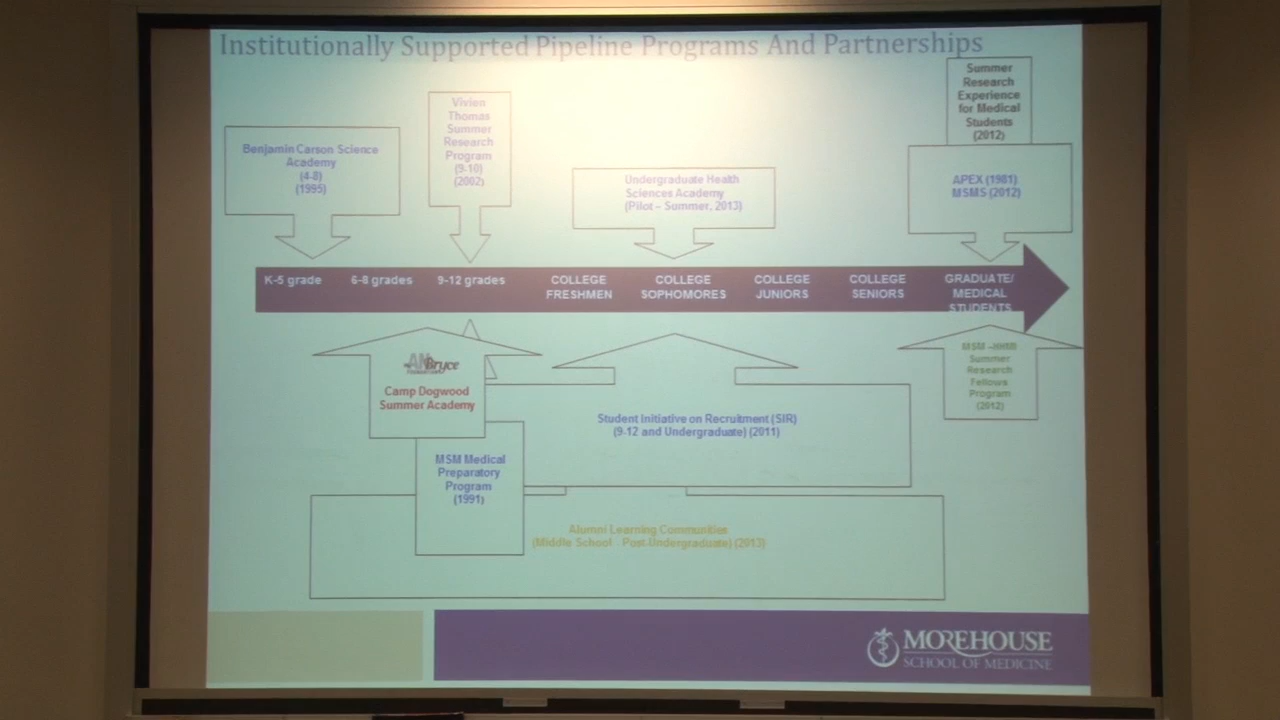 Institutionally Supported Pipeline Programs And Partnerships
Summer
Research
Experience
for Medical
Students
(2012)
Vivien
Thomas
Summer
Research
Program
(9-10)
(2002)
Benjamin Carson Science
Academy
(4-8)
(1995)
Undergraduate Health
Sciences Academy
(Pilot – Summer, 2013)
APEX (1981)
MSMS (2012)
K-5 grade
6-8 grades
9-12 grades
COLLEGE
FRESHMEN
COLLEGE
SOPHOMORES
COLLEGE
JUNIORS
COLLEGE
SENIORS
GRADUATE/
MEDICAL
STUDENTS
Bryce
Camp Dogwood
Summer Academy
MSM –HHMI
Summer
Research
Fellows
Program
(2012)
Student Initiative on Recruitment (SIR)
(9-12 and Undergraduate) (2011)
MSM Medical
Preparatory
Program
(1991)
Alumni Learning Communities
(Middle School Post-Undergraduate) (2013)
MOREHOUSE
SCHOOL OF MEDICINE